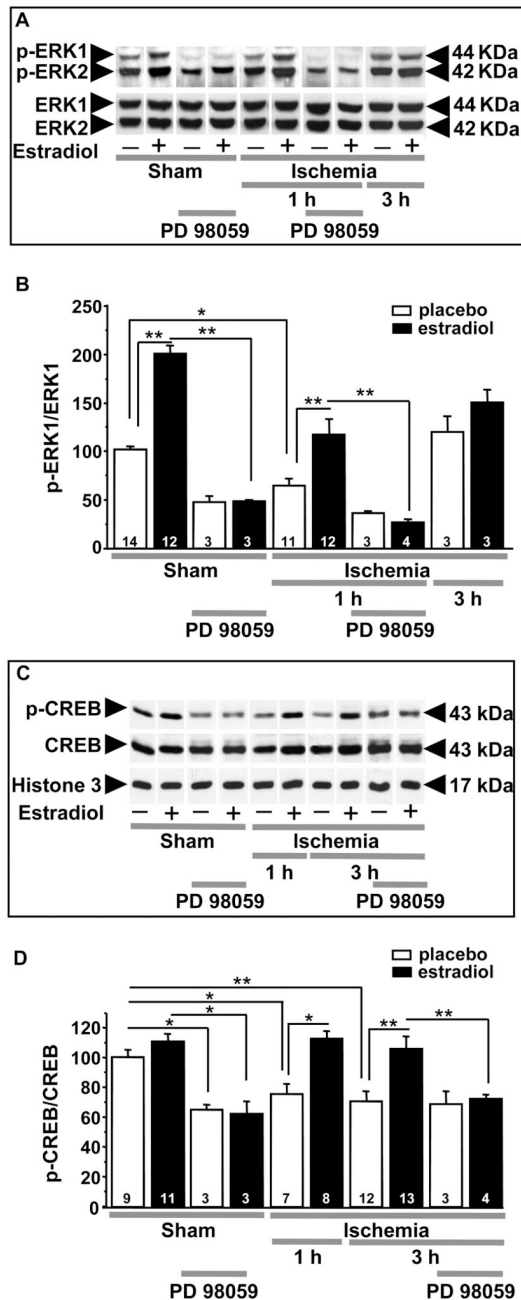 A
p-ERK1 44 KDa
p-ERK2 42 KDa
ERK1 44 KDa
ERK2 42 KDa
Estradiol – + – + – + – + – +
Sham Ischemia
1 h 3 h
PD 98059 PD 98059
B
placebo
estradiol
p-ERK1/ERK1
250
200
150
100
50
0
* ** **
** **
14 12 3 3 11 12 3 4 3 3
Sham Ischemia
1 h 3 h
PD 98059 PD 98059
C
p-CREB 43 kDa
CREB 43 kDa
Histone 3 17 kDa
Estradiol – + – + – + – + – +
Sham Ischemia
1 h 3 h
PD 98059 PD 98059
D
placebo
estradiol
p-CREB/CREB
120
100
80
60
40
20
0
**
* *
* * ** **
9 11 3 3 7 8 12 13 3 4
Sham Ischemia
1 h 3 h
PD 98059 PD 98059